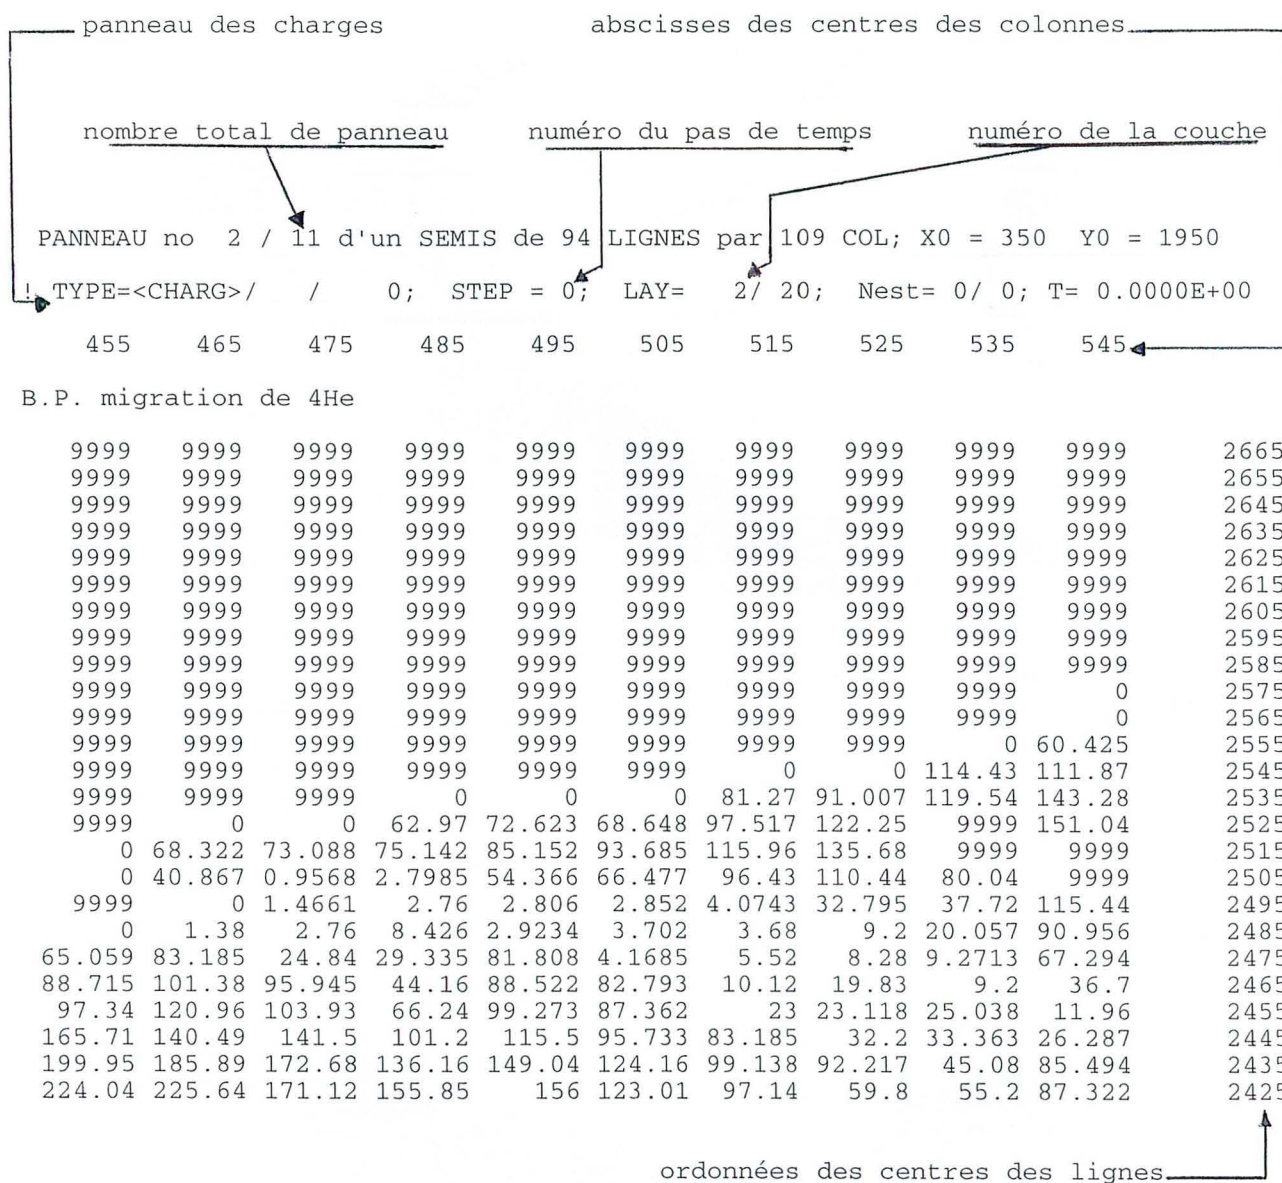 panneau des charges abscisses des centres des colonnes
nombre total de panneau numéro du pas de temps numéro de la couche
PANNEAU no 2 / 11 d'un SEMIS de 94 LIGNES par 109 COL; X0 = 350 Y0 = 1950
! TYPE=<CHARG>/ / 0; STEP = 0; LAY= 2/ 20; Nest= 0/ 0; T= 0.0000E+00
455 465 475 485 495 505 515 525 535 545
B.P. migration de 4He
9999 9999 9999 9999 9999 9999 9999 9999 9999 9999 2665
9999 9999 9999 9999 9999 9999 9999 9999 9999 9999 2655
9999 9999 9999 9999 9999 9999 9999 9999 9999 9999 2645
9999 9999 9999 9999 9999 9999 9999 9999 9999 9999 2635
9999 9999 9999 9999 9999 9999 9999 9999 9999 9999 2625
9999 9999 9999 9999 9999 9999 9999 9999 9999 9999 2615
9999 9999 9999 9999 9999 9999 9999 9999 9999 9999 2605
9999 9999 9999 9999 9999 9999 9999 9999 9999 9999 2595
9999 9999 9999 9999 9999 9999 9999 9999 9999 9999 2585
9999 9999 9999 9999 9999 9999 9999 9999 9999 0 2575
9999 9999 9999 9999 9999 9999 9999 9999 9999 0 2565
9999 9999 9999 9999 9999 9999 9999 9999 0 60.425 2555
9999 9999 9999 9999 9999 9999 0 0 114.43 111.87 2545
9999 9999 9999 0 0 0 81.27 91.007 119.54 143.28 2535
9999 0 0 62.97 72.623 68.648 97.517 122.25 9999 151.04 2525
0 68.322 73.088 75.142 85.152 93.685 115.96 135.68 9999 9999 2515
0 40.867 0.9568 2.7985 54.366 66.477 96.43 110.44 80.04 9999 2505
9999 0 1.4661 2.76 2.806 2.852 4.0743 32.795 37.72 115.44 2495
0 1.38 2.76 8.426 2.9234 3.702 3.68 9.2 20.057 90.956 2485
65.059 83.185 24.84 29.335 81.808 4.1685 5.52 8.28 9.2713 67.294 2475
88.715 101.38 95.945 44.16 88.522 82.793 10.12 19.83 9.2 36.7 2465
97.34 120.96 103.93 66.24 99.273 87.362 23 23.118 25.038 11.96 2455
165.71 140.49 141.5 101.2 115.5 95.733 83.185 32.2 33.363 26.287 2445
199.95 185.89 172.68 136.16 149.04 124.16 99.138 92.217 45.08 85.494 2435
224.04 225.64 171.12 155.85 156 123.01 97.14 59.8 55.2 87.322 2425
ordonnées des centres des lignes